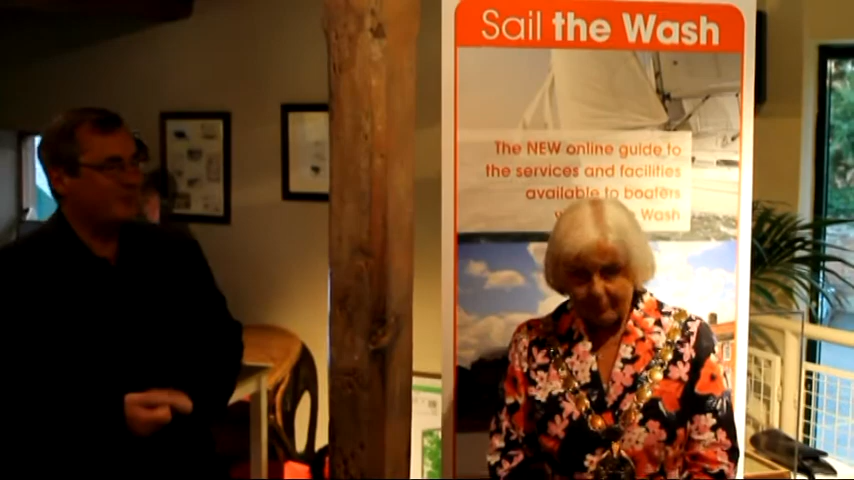 Sail the Wash
The NEW online guide to
the services and facilities
available to boaters
Wash